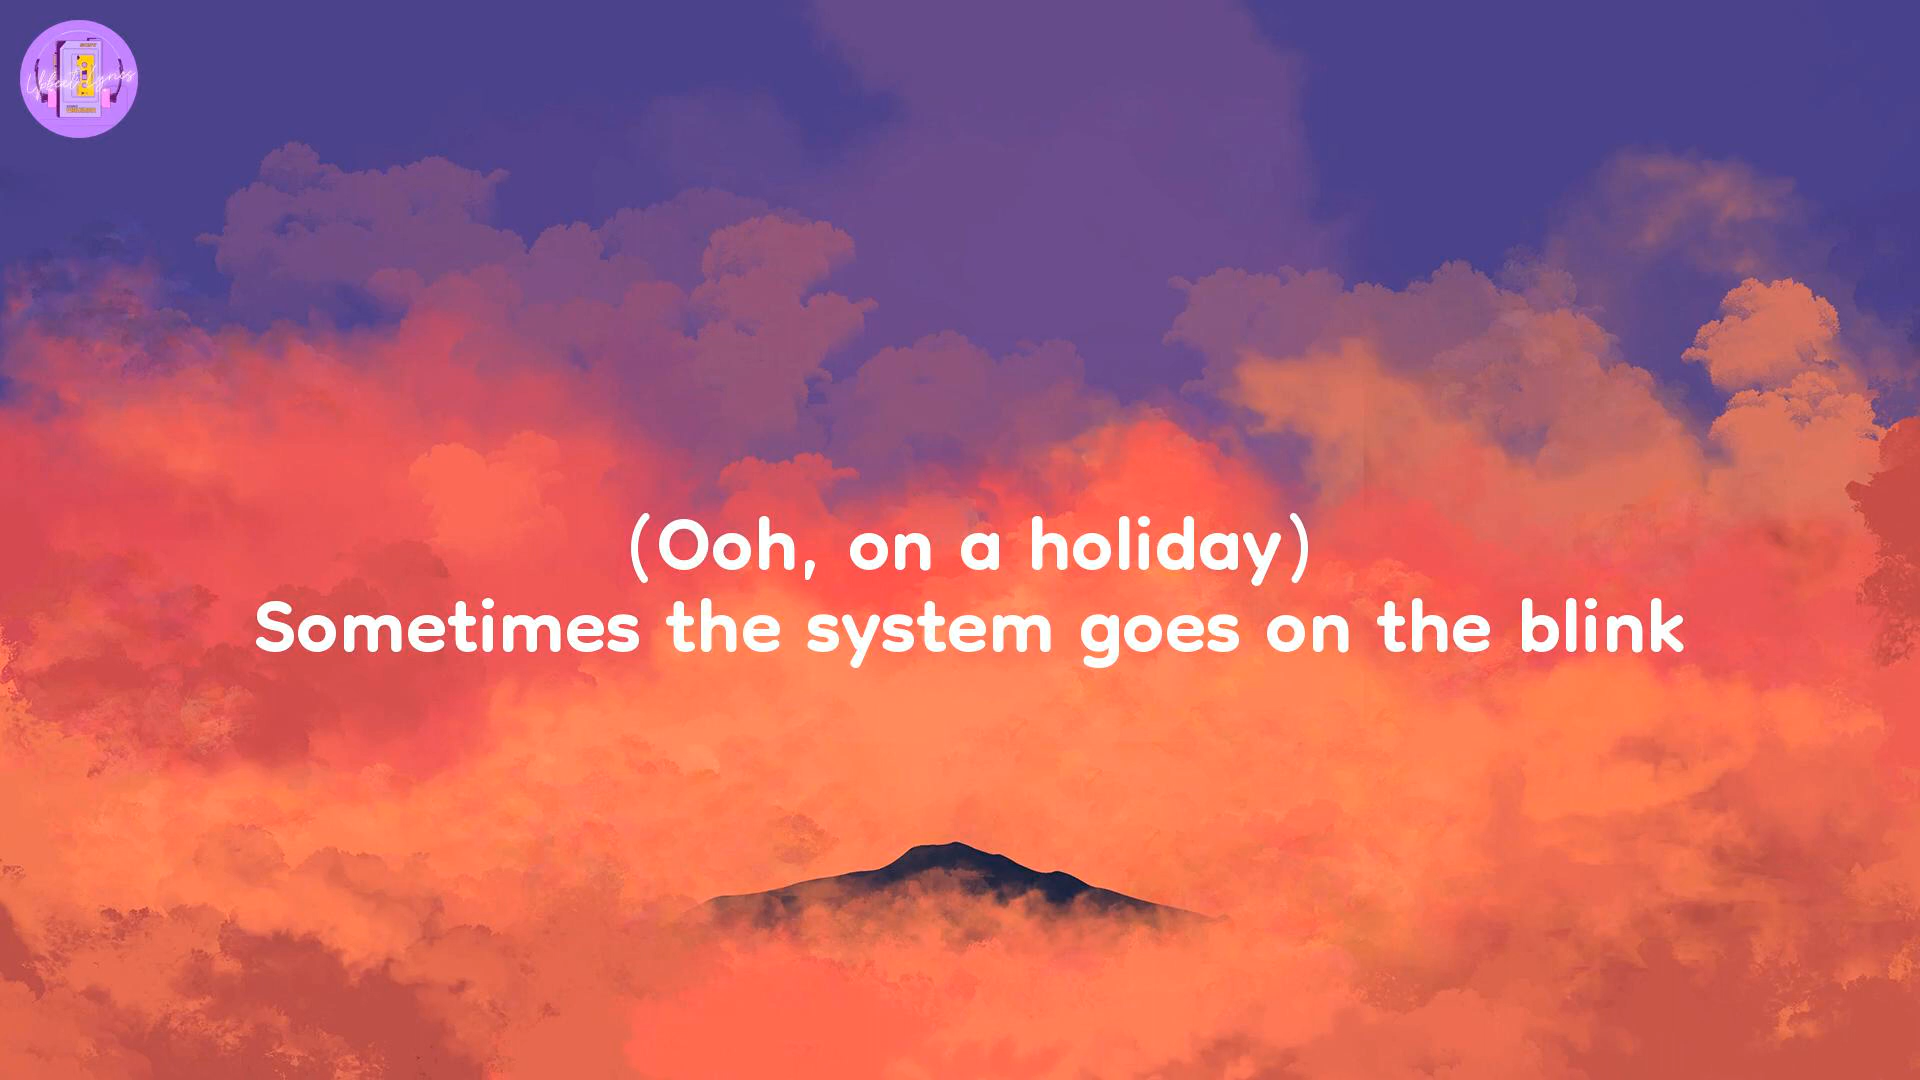 (Ooh, on a holiday)
Sometimes the system goes on the blink